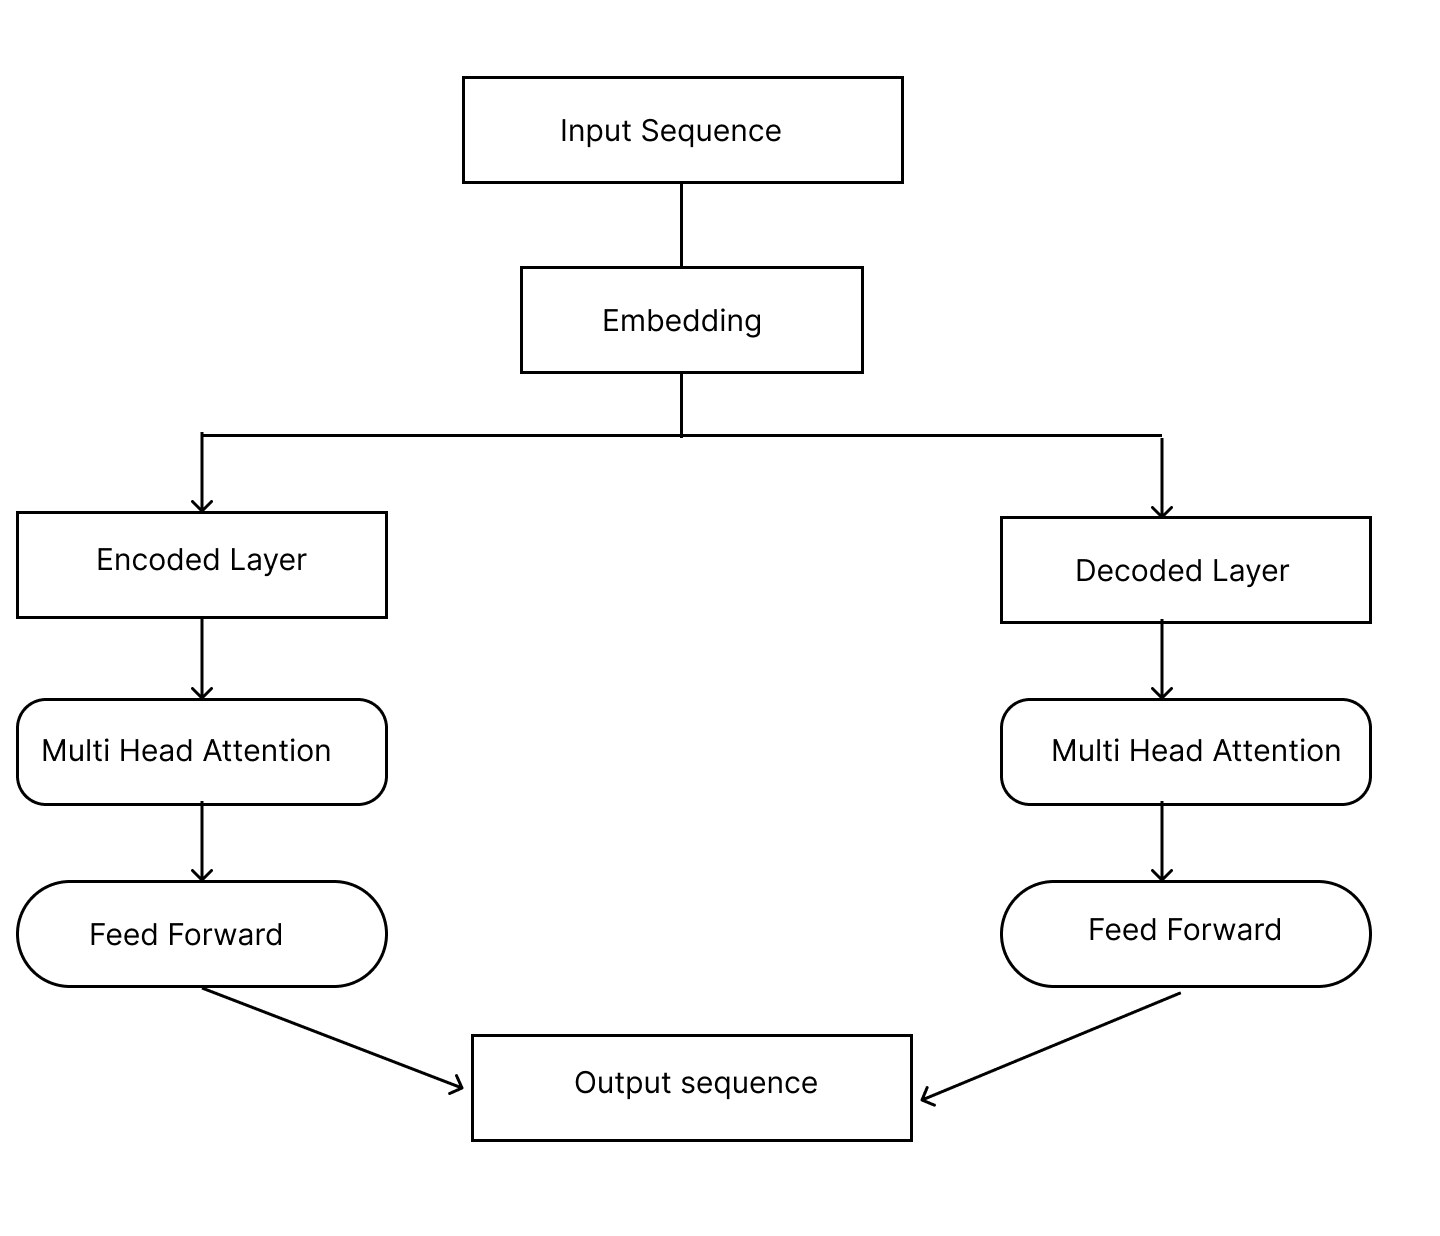 Input Sequence
Embedding
Encoded Layer
Decoded Layer
Multi Head Attention
Multi Head Attention
Feed Forward
Feed Forward
Output sequence